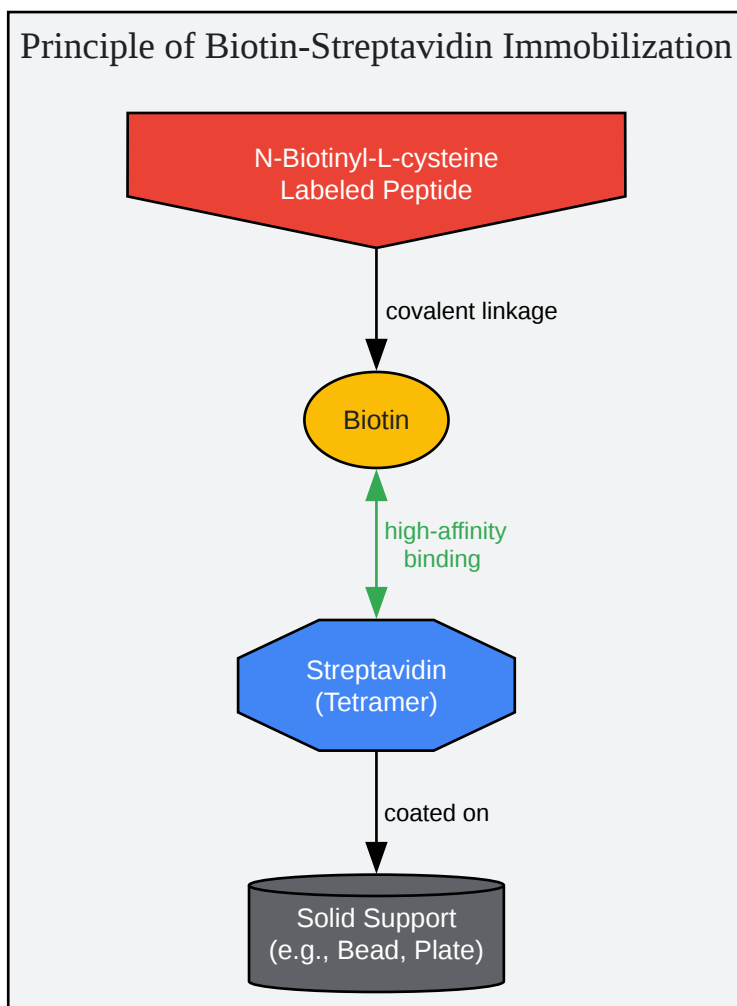 Principle of Biotin-Streptavidin Immobilization
N-Biotinyl-L-cysteine
Labeled Peptide
covalent linkage
Biotin
high-affinity
binding
Streptavidin
(Tetramer)
coated on
Solid Support
(e.g., Bead, Plate)